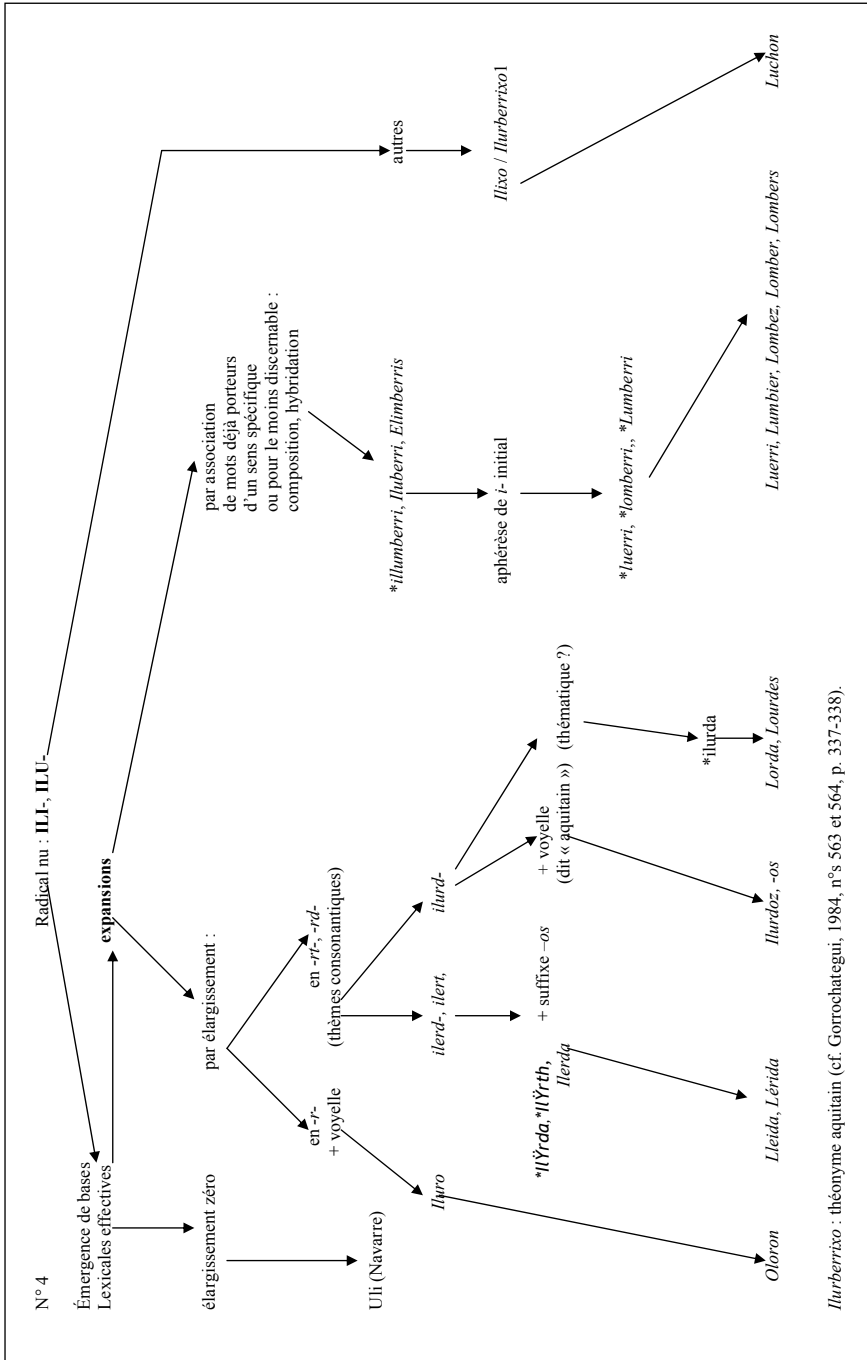 N° 4
Radical nu : ILI-, ILU-
Émergence de bases
Lexicales effectives
expansions
autres
élargissement zéro
par élargissement :
par association
de mots déjà porteurs
d'un sens spécifique
ou pour le moins discernable :
composition, hybridation
en -r-
+ voyelle
en -rt-, -rd-
(thèmes consonantiques)
Uli (Navarre)
Iluro
ilerd-, ilert,
ilurd-
*illumberri, Iluberri, Elimberris
Ilixo / Ilurberrixo1
aphérèse de i- initial
*IlŸrda,*IlŸrth,
Ilerda
+ suffixe –os
+ voyelle
(dit « aquitain »)
(thématique ?)
*luerri, *lomberri,, *Lumberri
*ilurda
Oloron
Lleida, Lérida
Ilurdoz, -os
Lorda, Lourdes
Luerri, Lumbier, Lombez, Lomber, Lombers
Luchon
Ilurberrixo : théonyme aquitain (cf. Gorrochategui, 1984, n°s 563 et 564, p. 337-338).